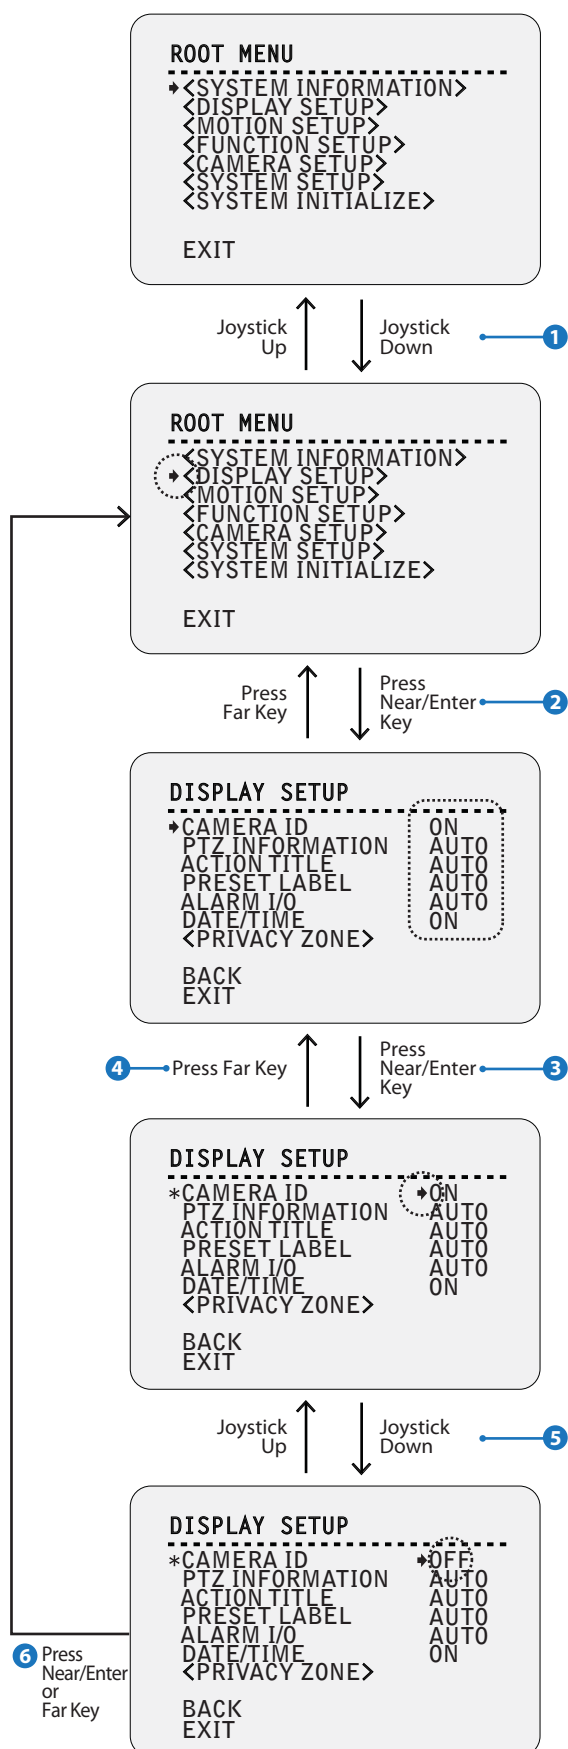 ROOT MENU
<SYSTEM INFORMATION>
<DISPLAY SETUP>
<MOTION SETUP>
<FUNCTION SETUP>
<CAMERA SETUP>
<SYSTEM SETUP>
<SYSTEM INITIALIZE>
EXIT
Joystick
Up
Joystick
Down
1
ROOT MENU
<SYSTEM INFORMATION>
<DISPLAY SETUP>
<MOTION SETUP>
<FUNCTION SETUP>
<CAMERA SETUP>
<SYSTEM SETUP>
<SYSTEM INITIALIZE>
EXIT
Press
Far Key
Press
Near/Enter
Key
2
DISPLAY SETUP
CAMERA ID ON
PTZ INFORMATION AUTO
ACTION TITLE AUTO
PRESET LABEL AUTO
ALARM I/O AUTO
DATE/TIME ON
<PRIVACY ZONE>
BACK
EXIT
4 Press Far Key
Press
Near/Enter
Key
3
DISPLAY SETUP
*CAMERA ID ON
PTZ INFORMATION AUTO
ACTION TITLE AUTO
PRESET LABEL AUTO
ALARM I/O AUTO
DATE/TIME ON
<PRIVACY ZONE>
BACK
EXIT
Joystick
Up
Joystick
Down
5
DISPLAY SETUP
*CAMERA ID OFF
PTZ INFORMATION AUTO
ACTION TITLE AUTO
PRESET LABEL AUTO
ALARM I/O AUTO
DATE/TIME ON
<PRIVACY ZONE>
BACK
EXIT
6 Press
Near/Enter
or
Far Key